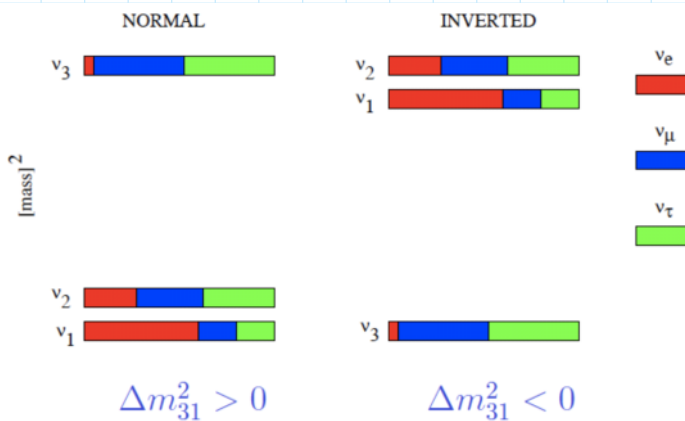 NORMAL
INVERTED
ν3
ν2
ν1
νe
νμ
ντ
[mass]²
ν2
ν1
ν3
Δm²₃₁ > 0
Δm²₃₁ < 0